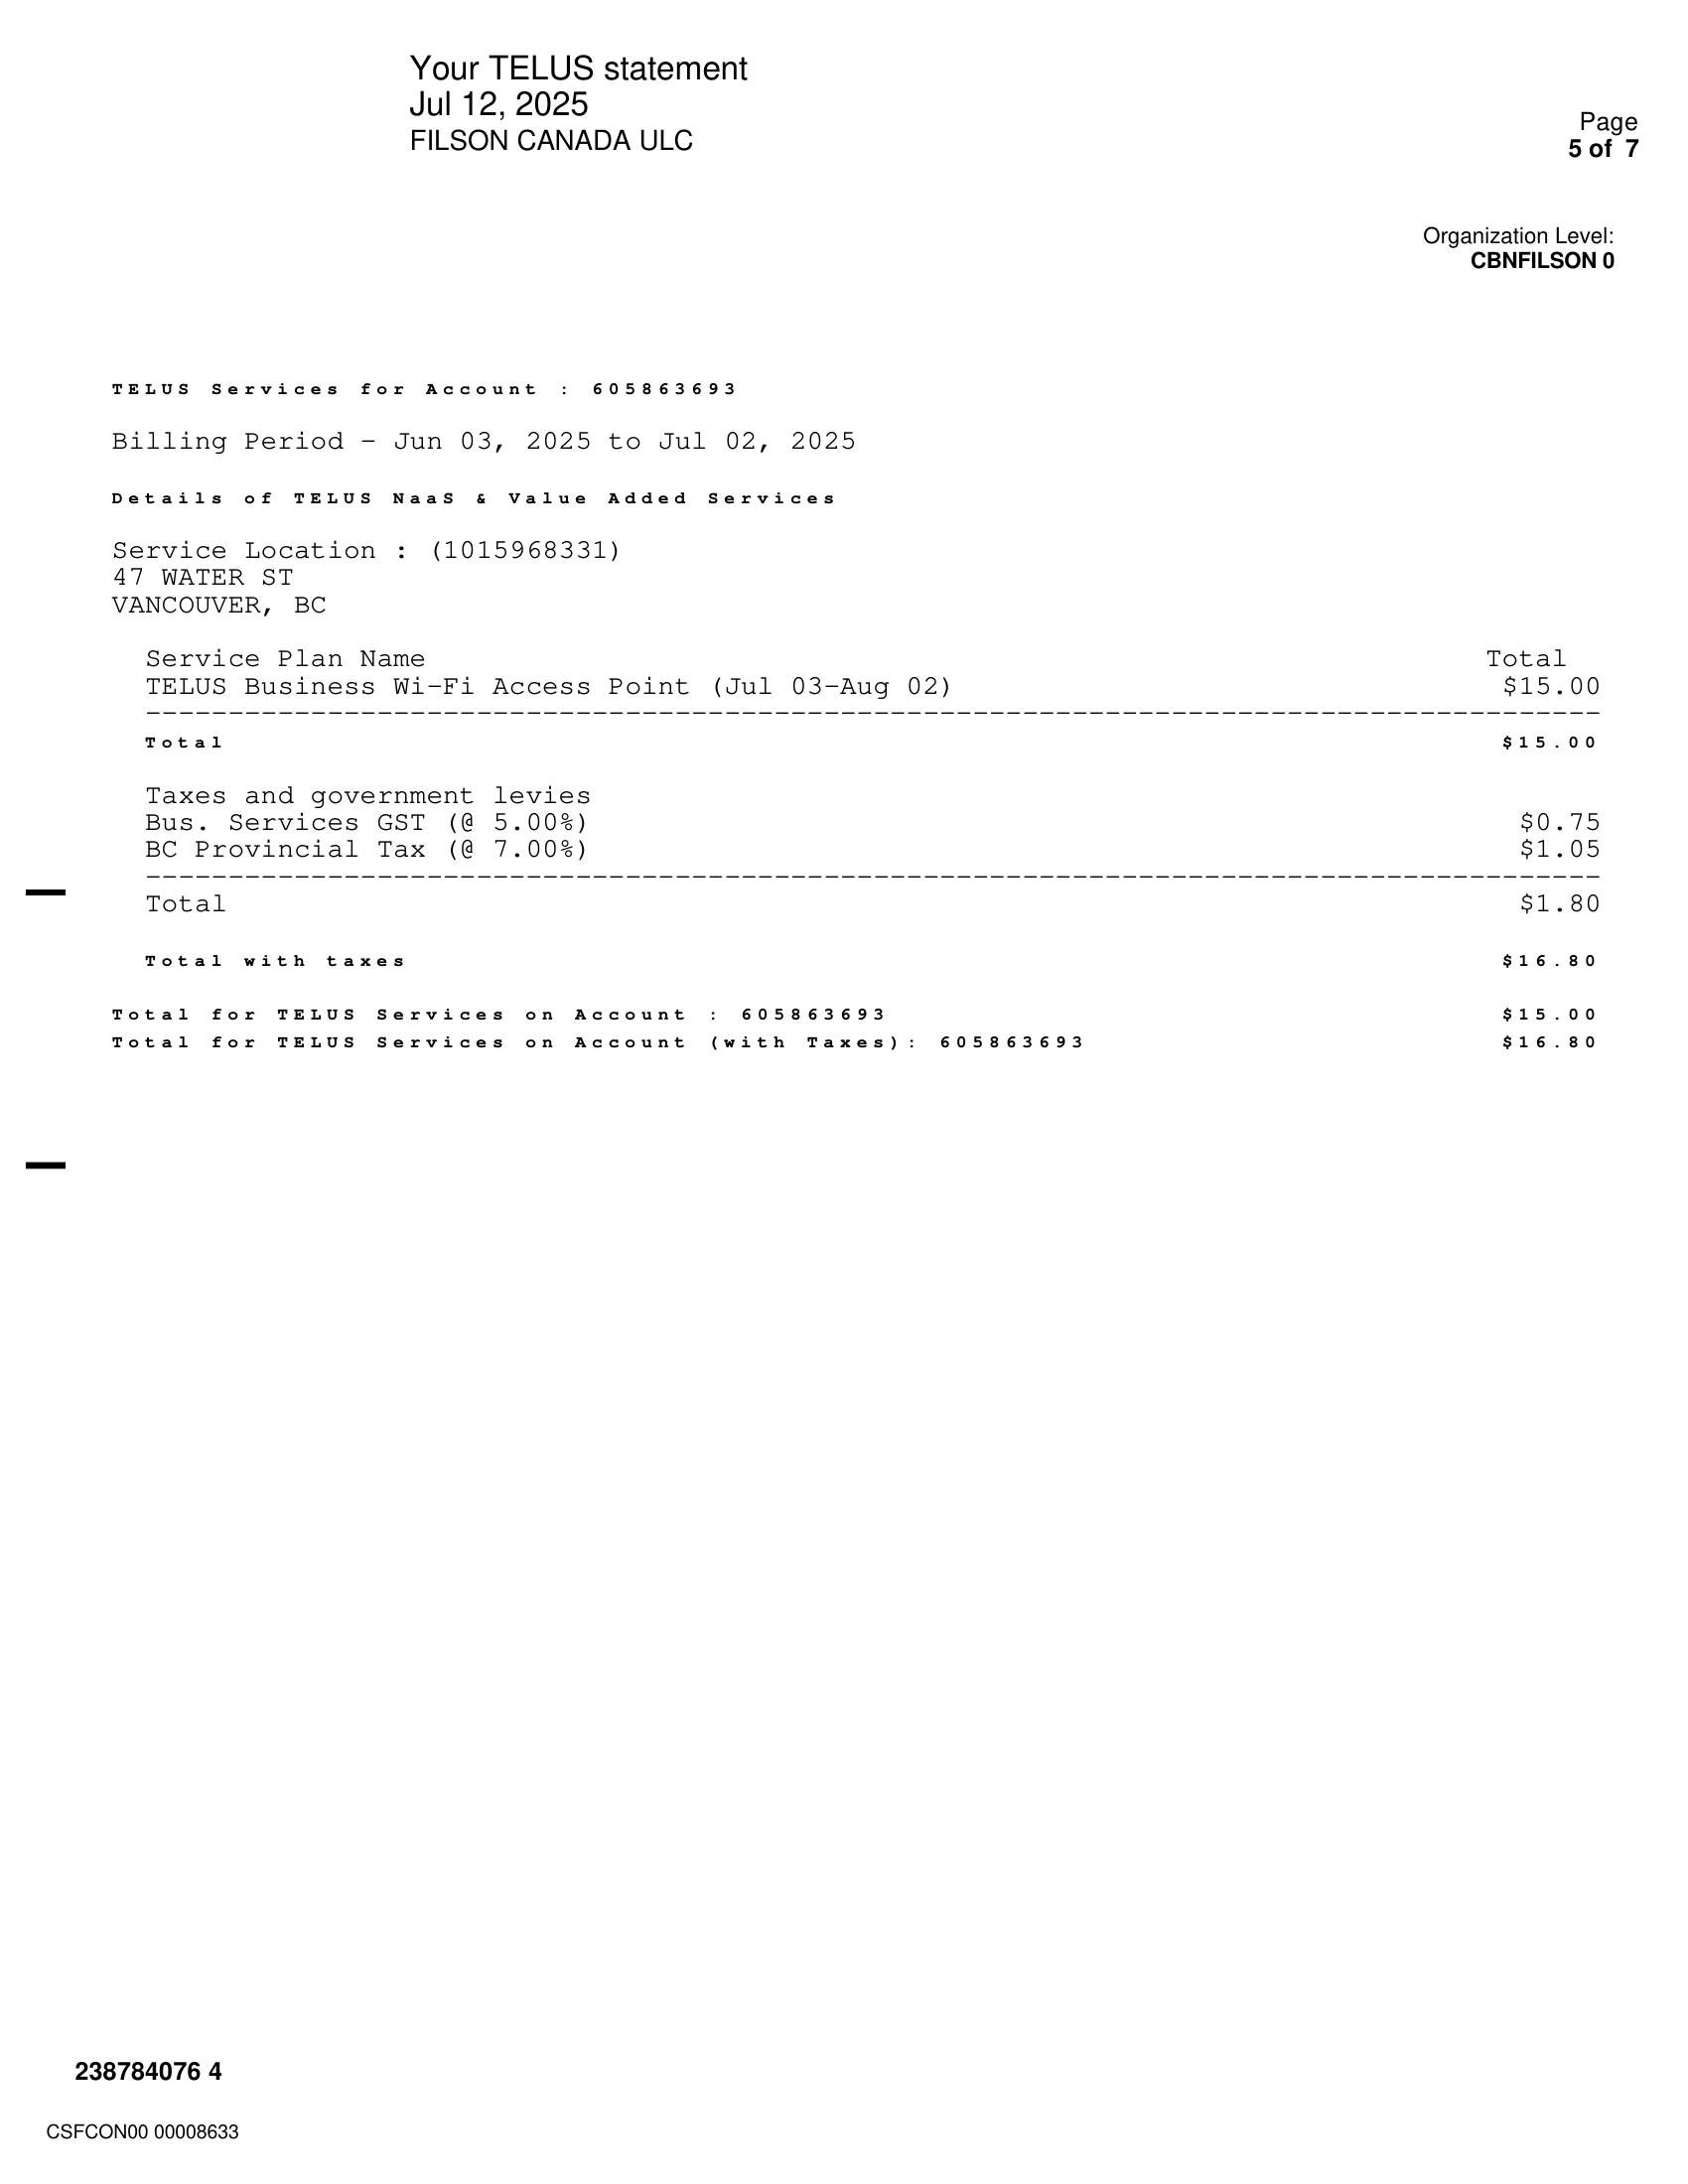 Your TELUS statement
Jul 12, 2025
FILSON CANADA ULC
Page
5 of 7
Organization Level:
CBNFILSON 0
TELUS Services for Account : 605863693
Billing Period - Jun 03, 2025 to Jul 02, 2025
Details of TELUS NaaS & Value Added Services
Service Location : (1015968331)
47 WATER ST
VANCOUVER, BC
Service Plan Name Total
TELUS Business Wi-Fi Access Point (Jul 03-Aug 02) $15.00
Total $15.00
Taxes and government levies
Bus. Services GST (@ 5.00%) $0.75
BC Provincial Tax (@ 7.00%) $1.05
Total $1.80
Total with taxes $16.80
Total for TELUS Services on Account : 605863693 $15.00
Total for TELUS Services on Account (with Taxes): 605863693 $16.80
238784076 4
CSFCON00 00008633